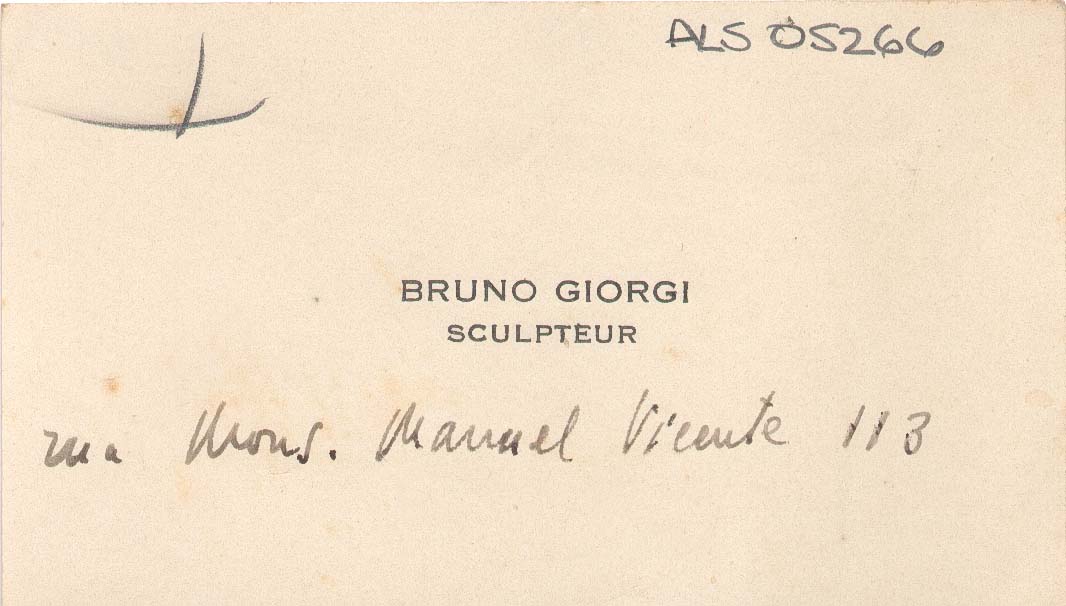 ALS 05266
BRUNO GIORGI
SCULPTEUR
rua Mons. Manuel Vicente 113